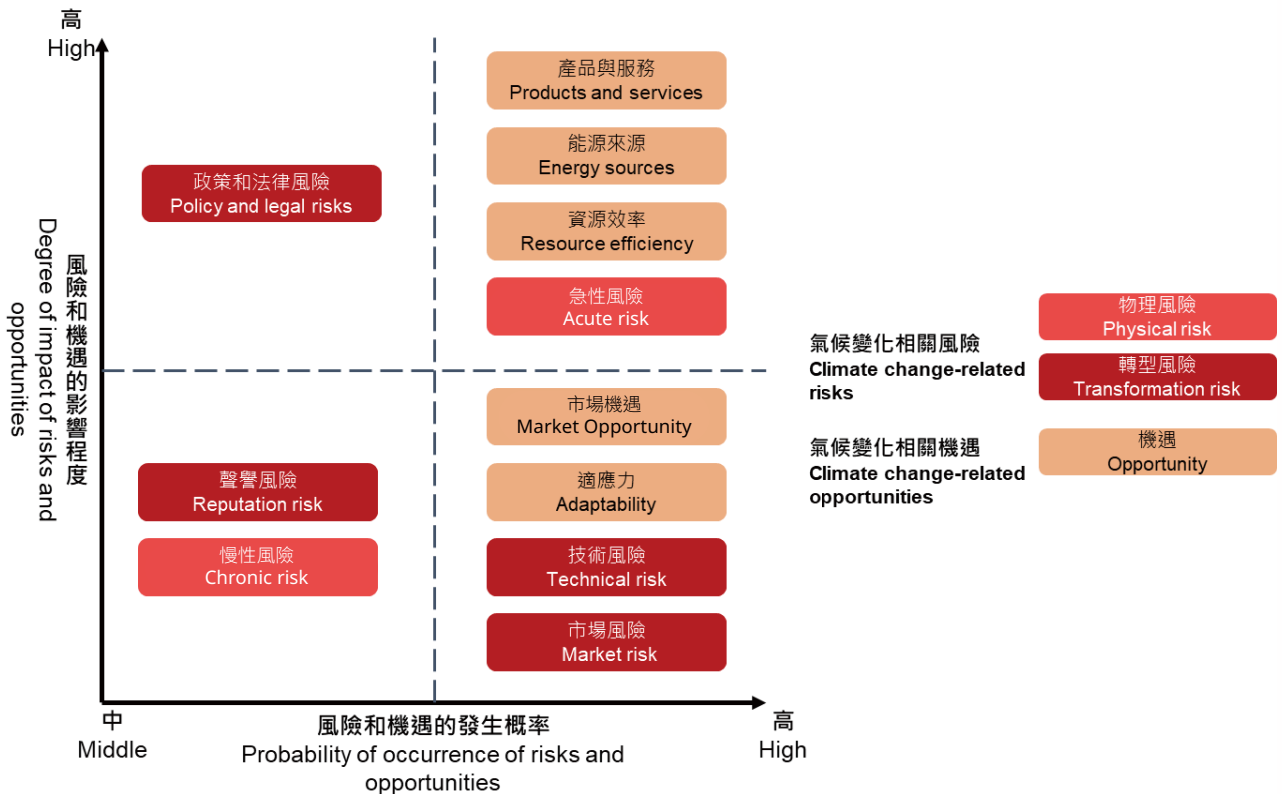 高
High
產品與服務
Products and services
能源來源
Energy sources
政策和法律風險
Policy and legal risks
資源效率
Resource efficiency
急性風險
Acute risk
風險和機遇的影響程度
Degree of impact of risks and
opportunities
市場機遇
Market Opportunity
聲譽風險
Reputation risk
適應力
Adaptability
慢性風險
Chronic risk
技術風險
Technical risk
市場風險
Market risk
中
Middle
風險和機遇的發生概率
Probability of occurrence of risks and
opportunities
高
High
氣候變化相關風險
Climate change-related
risks
物理風險
Physical risk
轉型風險
Transformation risk
氣候變化相關機遇
Climate change-related
opportunities
機遇
Opportunity